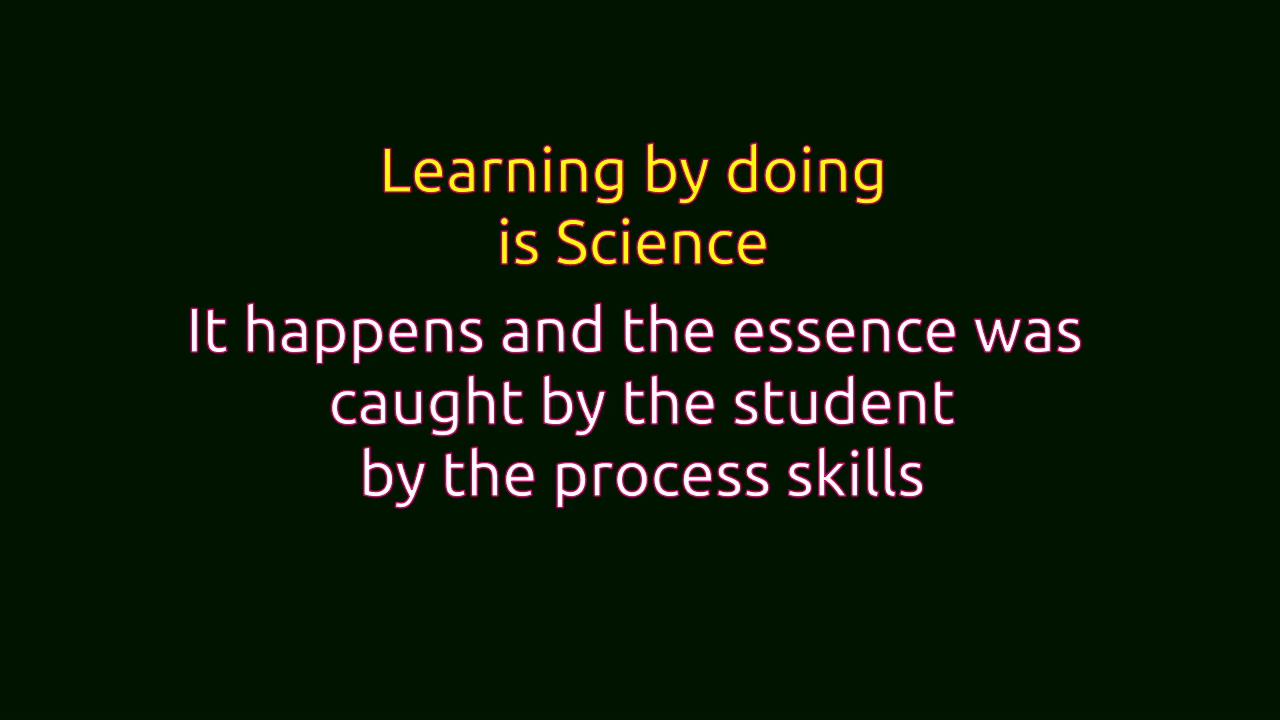 Learning by doing
is Science
It happens and the essence was
caught by the student
by the process skills